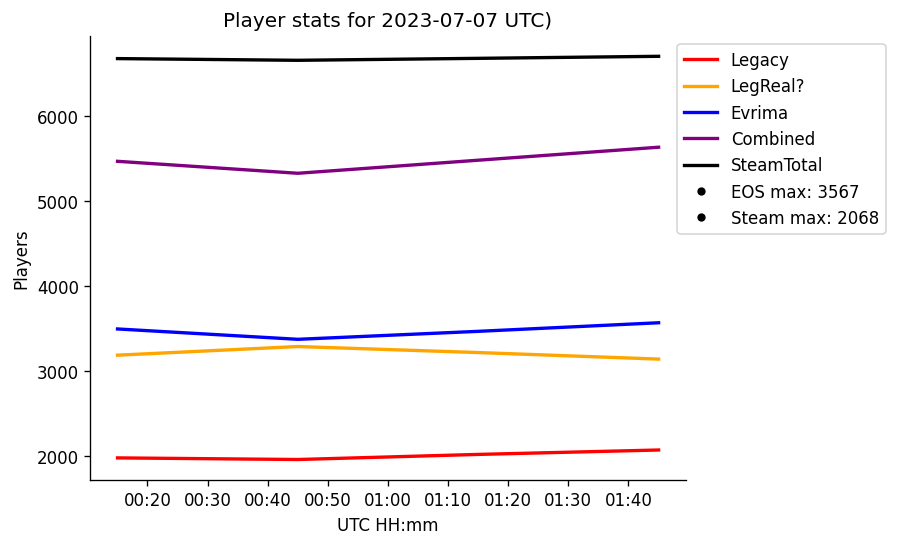 Player stats for 2023-07-07 UTC)
Legacy
LegReal?
Evrima
Combined
SteamTotal
EOS max: 3567
Steam max: 2068
Players
6000
5000
4000
3000
2000
00:20 00:30 00:40 00:50 01:00 01:10 01:20 01:30 01:40
UTC HH:mm